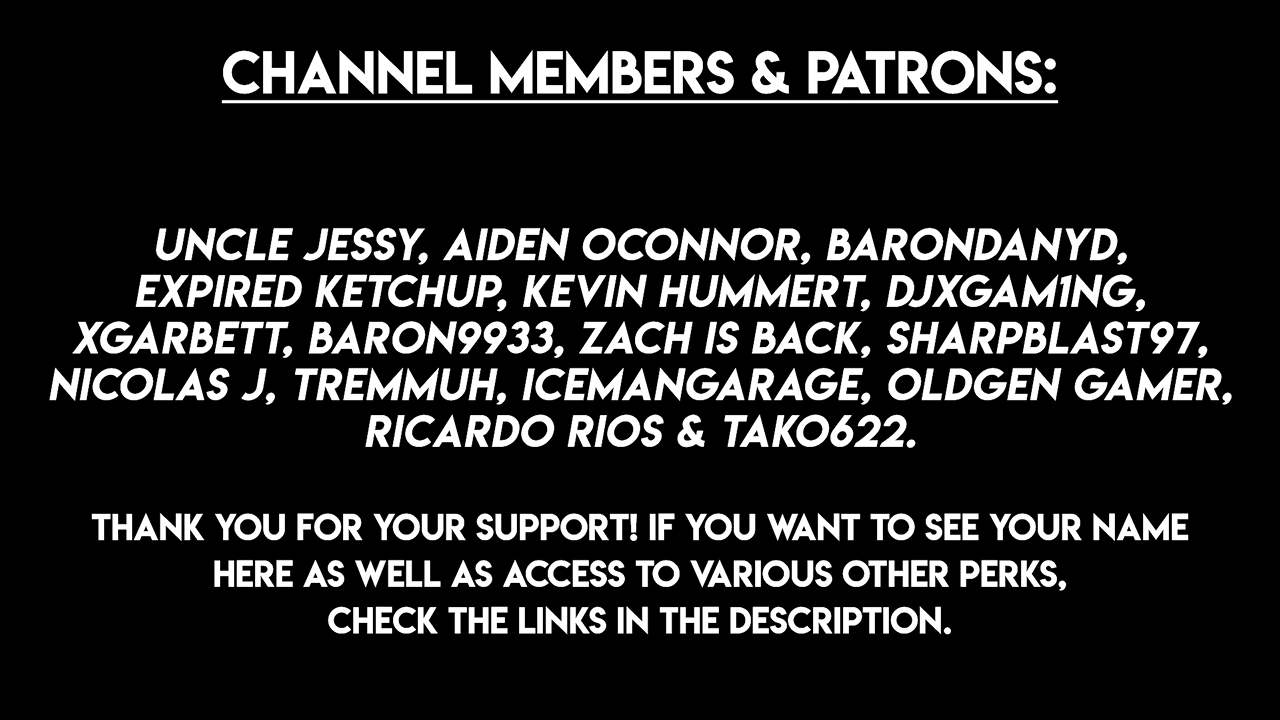 CHANNEL MEMBERS & PATRONS:
UNCLE JESSY, AIDEN OCONNOR, BARONDANYD,
EXPIRED KETCHUP, KEVIN HUMMERT, DJXGAM1NG,
XGARBETT, BARON9933, ZACH IS BACK, SHARPBLAST97,
NICOLAS J, TREMMUH, ICEMANGARAGE, OLDGEN GAMER,
RICARDO RIOS & TAKO622.
THANK YOU FOR YOUR SUPPORT! IF YOU WANT TO SEE YOUR NAME
HERE AS WELL AS ACCESS TO VARIOUS OTHER PERKS,
CHECK THE LINKS IN THE DESCRIPTION.